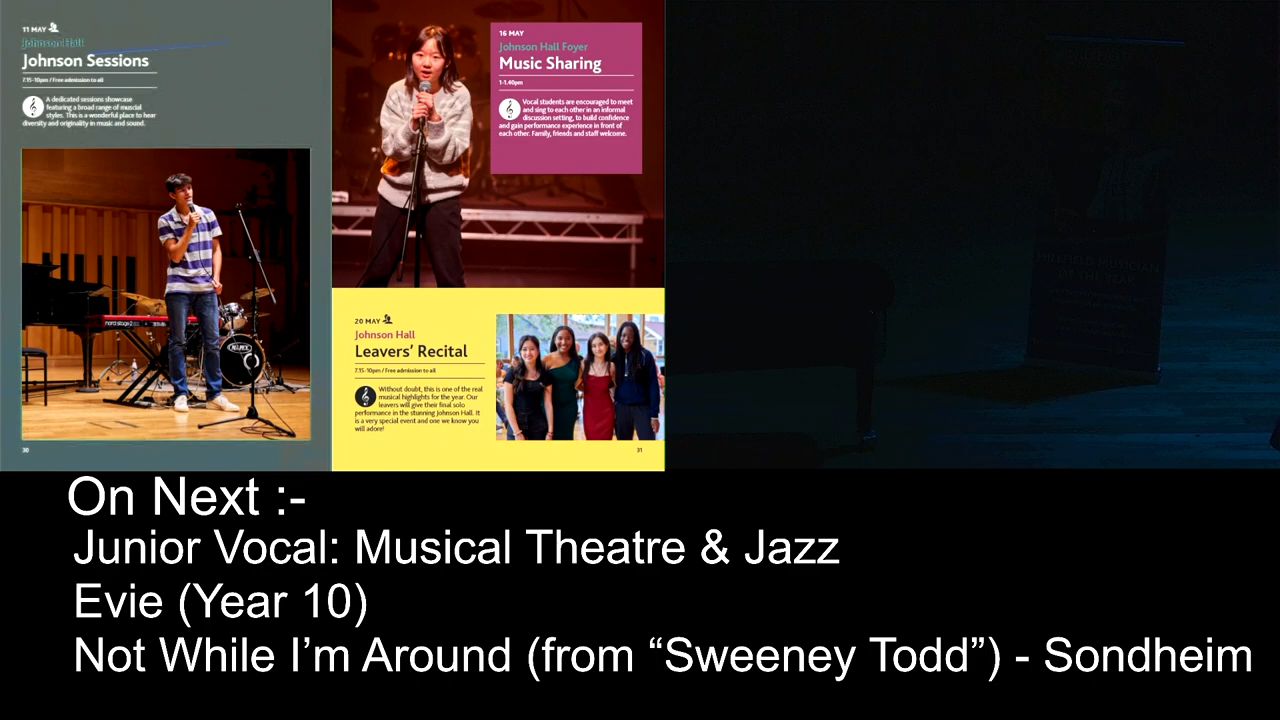 11 MAY
Johnson Hall
Johnson Sessions
7.15-10pm / Free admission to all
A dedicated sessions showcase
featuring a broad range of muscial
styles. This is a wonderful place to hear
diversity and originality in music and sound.
30
16 MAY
Johnson Hall Foyer
Music Sharing
1-1.40pm
Vocal students are encouraged to meet
and sing to each other in an informal
discussion setting, to build confidence
and gain performance experience in front of
each other. Family, friends and staff welcome.
20 MAY
Johnson Hall
Leavers' Recital
7.15-10pm / Free admission to all
Without doubt, this is one of the real
musical highlights for the year. Our
leavers will give their final solo
performance in the stunning Johnson Hall. It
is a very special event and one we know you
will adore!
31
MILLFIELD MUSICIAN
OF THE YEAR
On Next :-
Junior Vocal: Musical Theatre & Jazz
Evie (Year 10)
Not While I’m Around (from “Sweeney Todd”) - Sondheim